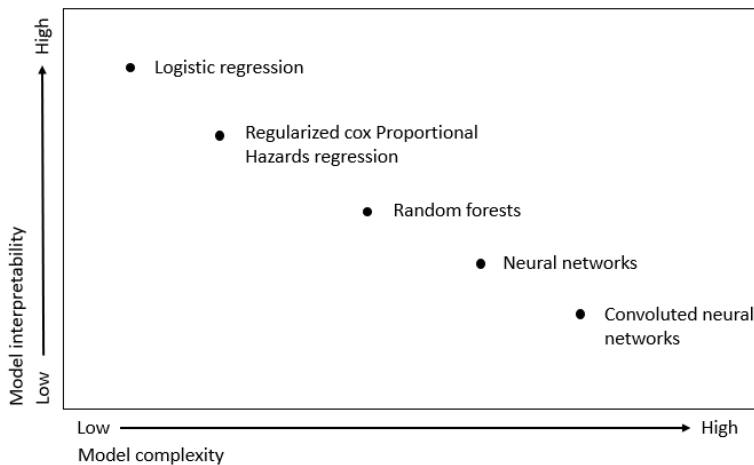 High
Model interpretability
Low
Logistic regression
Regularized cox Proportional
Hazards regression
Random forests
Neural networks
Convoluted neural
networks
Low
High
Model complexity